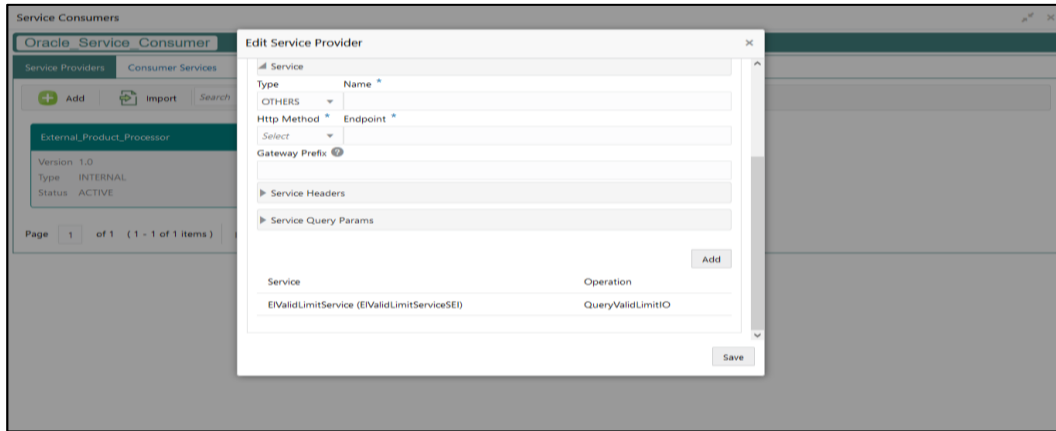 Service Consumers
Oracle_Service_Consumer
Service Providers Consumer Services
Add Import Search
External_Product_Processor
Version 1.0
Type INTERNAL
Status ACTIVE
Page 1 of 1 ( 1 - 1 of 1 items )
Edit Service Provider
Service
Type Name *
OTHERS
Http Method * Endpoint *
Select
Gateway Prefix ?
Service Headers
Service Query Params
Add
Service Operation
EIValidLimitService (EIValidLimitServiceSEI) QueryValidLimitIO
Save